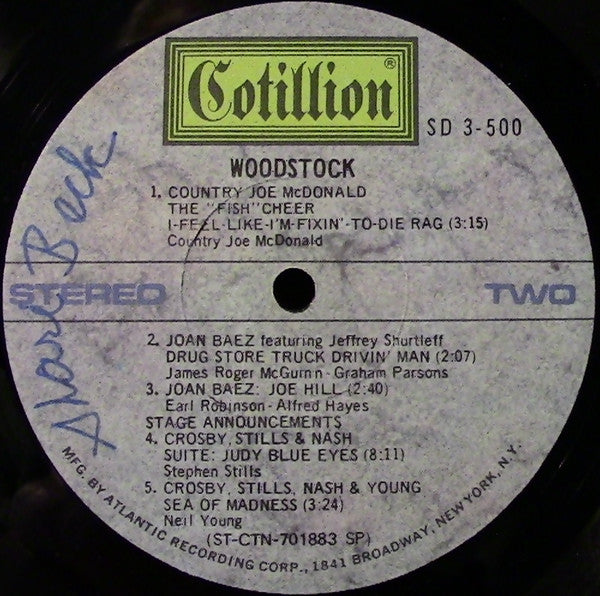 Cotillion®
SD 3-500
WOODSTOCK
1. COUNTRY JOE McDONALD
THE "FISH" CHEER
I-FEEL-LIKE-I'M-FIXIN'-TO-DIE RAG (3:15)
Country Joe McDonald
STEREO
TWO
2. JOAN BAEZ featuring Jeffrey Shurtleff
DRUG STORE TRUCK DRIVIN' MAN (2:07)
James Roger McGuinn - Graham Parsons
3. JOAN BAEZ: JOE HILL (2:40)
Earl Robinson-Alfred Hayes
STAGE ANNOUNCEMENTS
4. CROSBY, STILLS & NASH
SUITE: JUDY BLUE EYES (8:11)
Stephen Stills
5. CROSBY, STILLS, NASH & YOUNG
SEA OF MADNESS (3:24)
Neil Young
(ST-CTN-701883 SP)
MFG. BY ATLANTIC RECORDING CORP., 1841 BROADWAY, NEW YORK, N.Y.
Beck